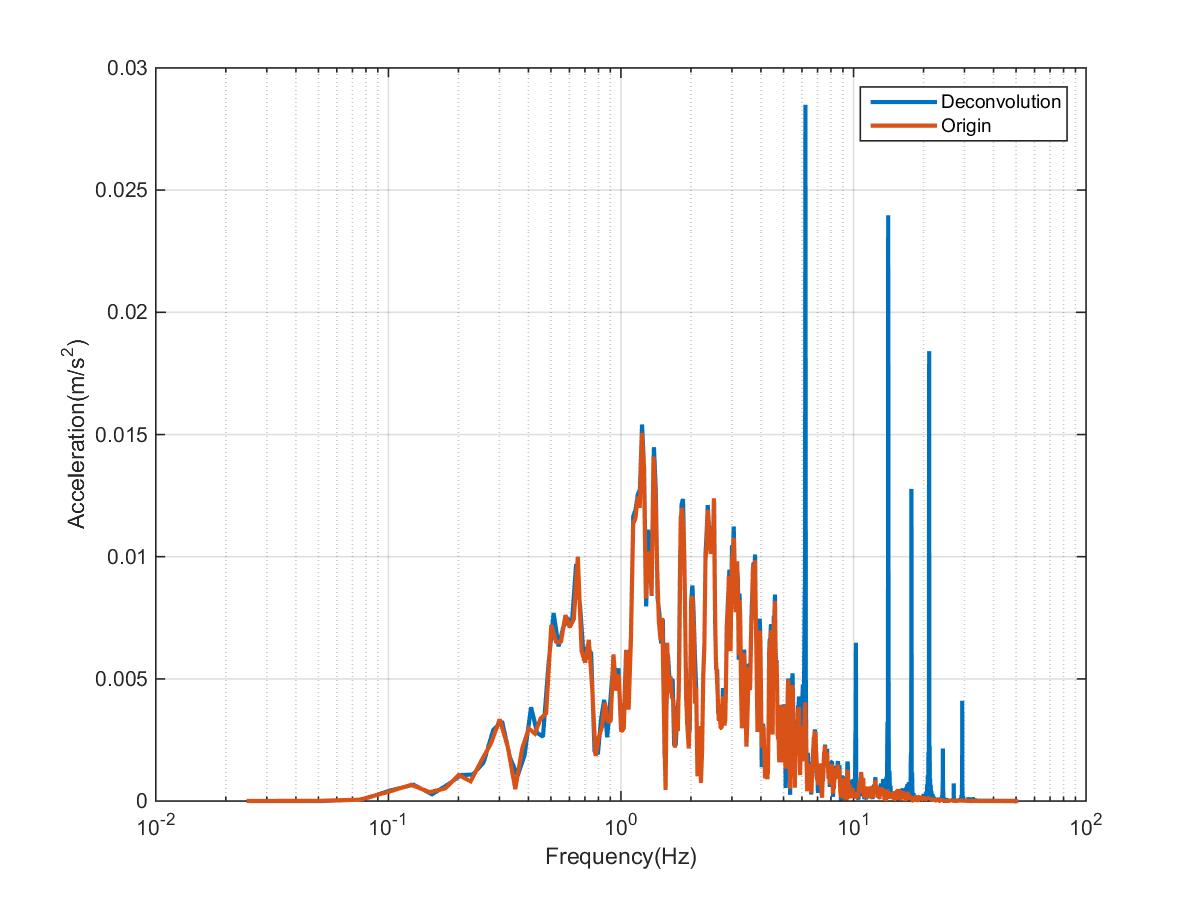 0.03
0.025
0.02
0.015
0.01
0.005
0
Acceleration(m/s²)
Deconvolution
Origin
10⁻² 10⁻¹ 10⁰ 10¹ 10²
Frequency(Hz)